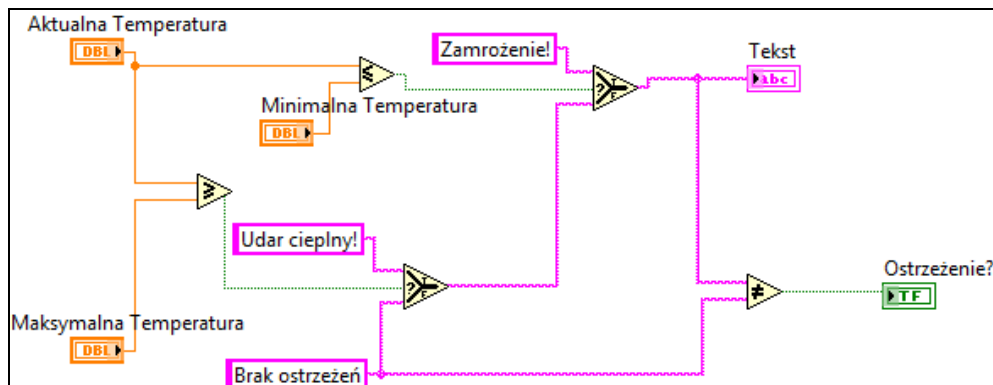 Aktualna Temperatura
DBL
Zamrożenie!
Tekst
abc
≤
?
T
F
Minimalna Temperatura
DBL
≥
Udar cieplny!
?
T
F
Ostrzeżenie?
≠
TF
Maksymalna Temperatura
DBL
Brak ostrzeżeń